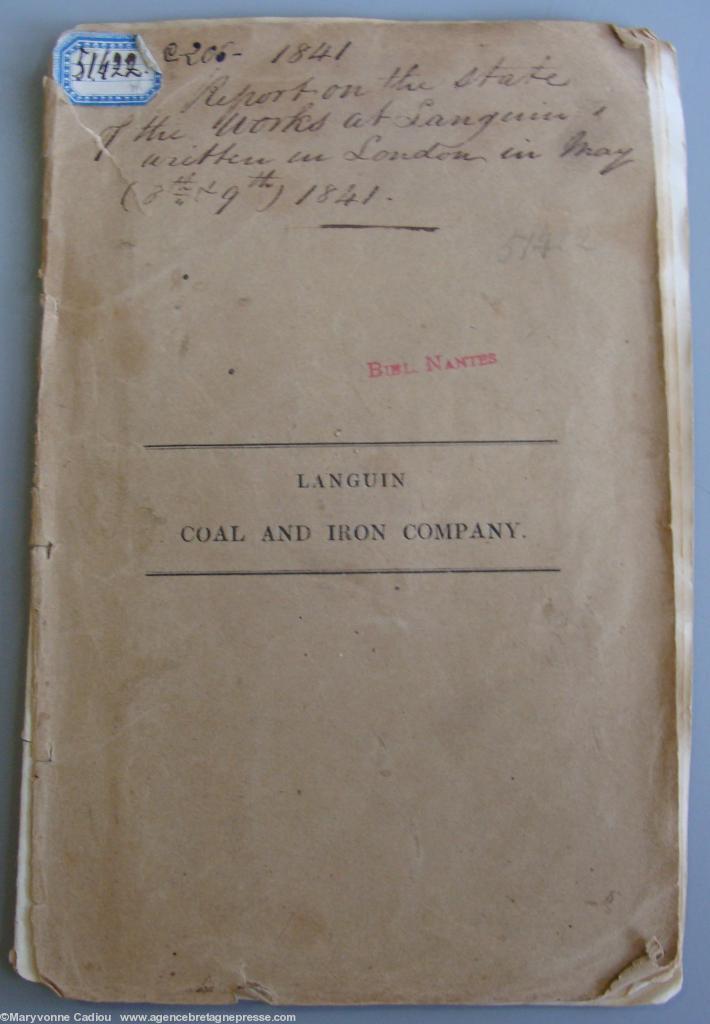 51422.
C 206- 1841
Report on the state
of the Works at Languin,
written in London in May
(8th & 9th) 1841.
51422
BIBL. NANTES
LANGUIN
COAL AND IRON COMPANY.
©Maryvonne Cadiou www.agencebretagnepresse.com